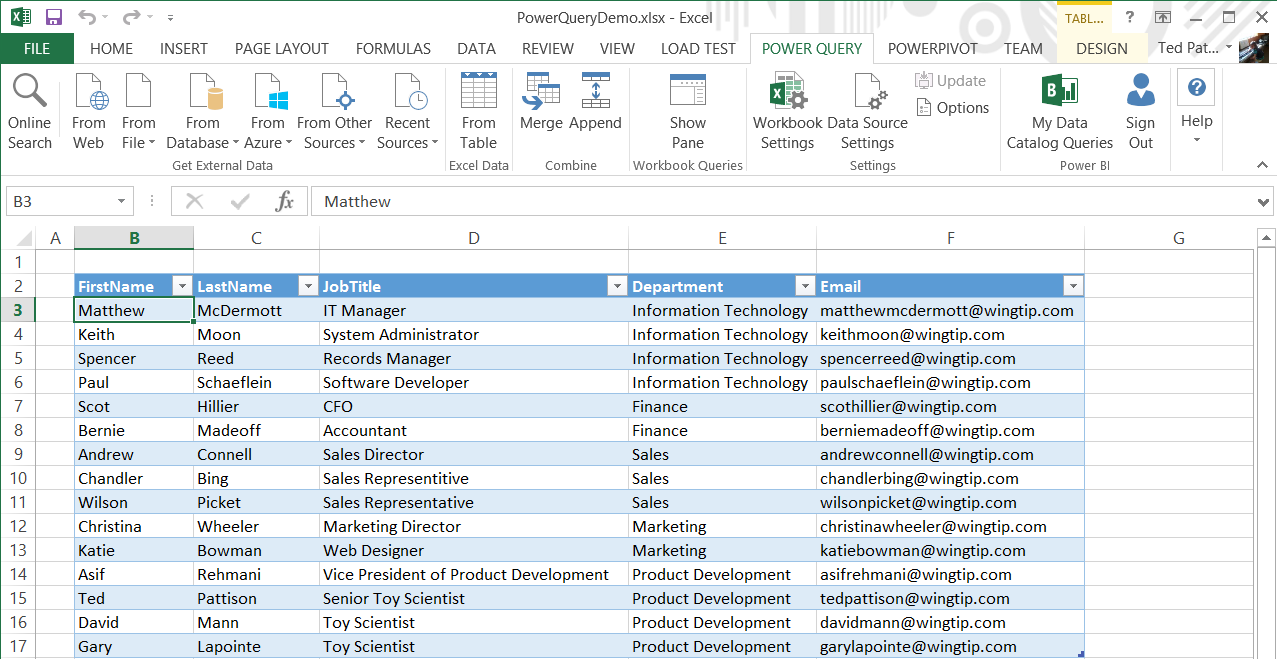 PowerQueryDemo.xlsx - Excel
TABL... ?
FILE HOME INSERT PAGE LAYOUT FORMULAS DATA REVIEW VIEW LOAD TEST POWER QUERY POWERPIVOT TEAM DESIGN Ted Pat...
Online Search
From Web
From File
From Database
From Azure
From Other Sources
Recent Sources
Get External Data
From Table
Excel Data
Merge
Append
Combine
Show Pane
Workbook Queries
Workbook Settings
Data Source Settings
Update
Options
Settings
My Data Catalog Queries
Sign Out
Power BI
? Help
B3 fx Matthew
A B C D E F G
1
2 FirstName LastName JobTitle Department Email
3 Matthew McDermott IT Manager Information Technology matthewmcdermott@wingtip.com
4 Keith Moon System Administrator Information Technology keithmoon@wingtip.com
5 Spencer Reed Records Manager Information Technology spencerreed@wingtip.com
6 Paul Schaeflein Software Developer Information Technology paulschaeflein@wingtip.com
7 Scot Hillier CFO Finance scothillier@wingtip.com
8 Bernie Madeoff Accountant Finance berniemadeoff@wingtip.com
9 Andrew Connell Sales Director Sales andrewconnell@wingtip.com
10 Chandler Bing Sales Representitive Sales chandlerbing@wingtip.com
11 Wilson Picket Sales Representative Sales wilsonpicket@wingtip.com
12 Christina Wheeler Marketing Director Marketing christinawheeler@wingtip.com
13 Katie Bowman Web Designer Marketing katiebowman@wingtip.com
14 Asif Rehmani Vice President of Product Development Product Development asifrehmani@wingtip.com
15 Ted Pattison Senior Toy Scientist Product Development tedpattison@wingtip.com
16 David Mann Toy Scientist Product Development davidmann@wingtip.com
17 Gary Lapointe Toy Scientist Product Development garylapointe@wingtip.com